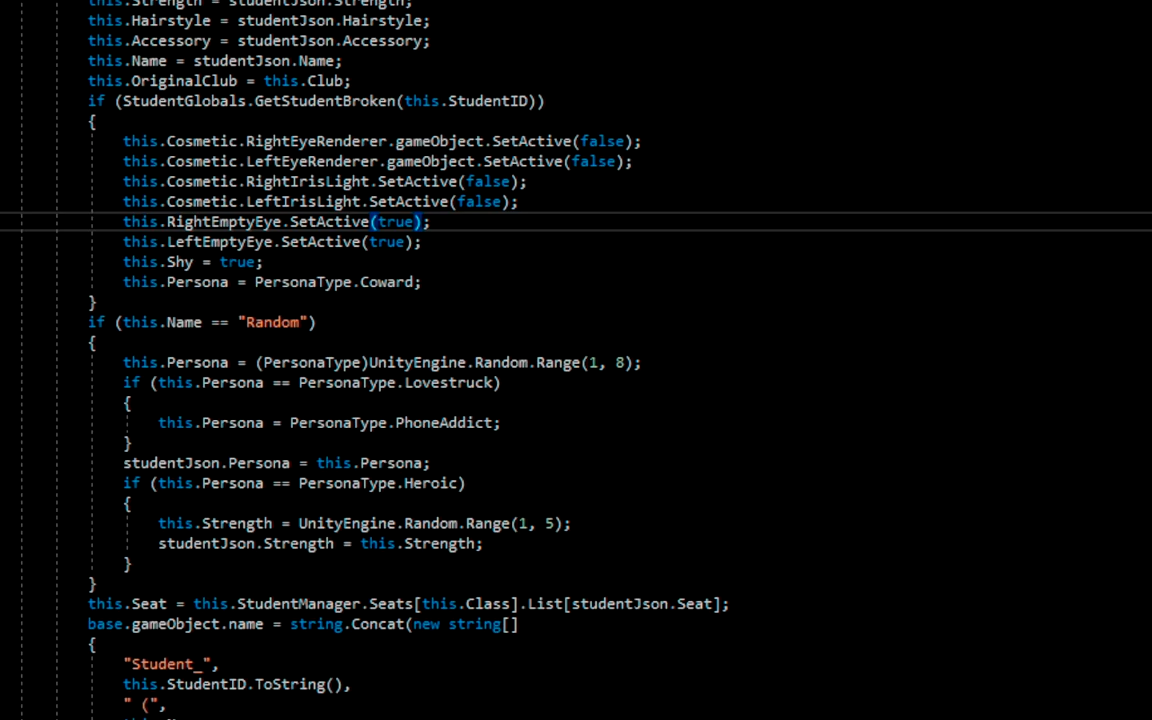 this.Strength = studentJson.Strength;
this.Hairstyle = studentJson.Hairstyle;
this.Accessory = studentJson.Accessory;
this.Name = studentJson.Name;
this.OriginalClub = this.Club;
if (StudentGlobals.GetStudentBroken(this.StudentID))
{
this.Cosmetic.RightEyeRenderer.gameObject.SetActive(false);
this.Cosmetic.LeftEyeRenderer.gameObject.SetActive(false);
this.Cosmetic.RightIrisLight.SetActive(false);
this.Cosmetic.LeftIrisLight.SetActive(false);
this.RightEmptyEye.SetActive(true);
this.LeftEmptyEye.SetActive(true);
this.Shy = true;
this.Persona = PersonaType.Coward;
}
if (this.Name == "Random")
{
this.Persona = (PersonaType)UnityEngine.Random.Range(1, 8);
if (this.Persona == PersonaType.Lovestruck)
{
this.Persona = PersonaType.PhoneAddict;
}
studentJson.Persona = this.Persona;
if (this.Persona == PersonaType.Heroic)
{
this.Strength = UnityEngine.Random.Range(1, 5);
studentJson.Strength = this.Strength;
}
}
this.Seat = this.StudentManager.Seats[this.Class].List[studentJson.Seat];
base.gameObject.name = string.Concat(new string[]
{
"Student_",
this.StudentID.ToString(),
" (",